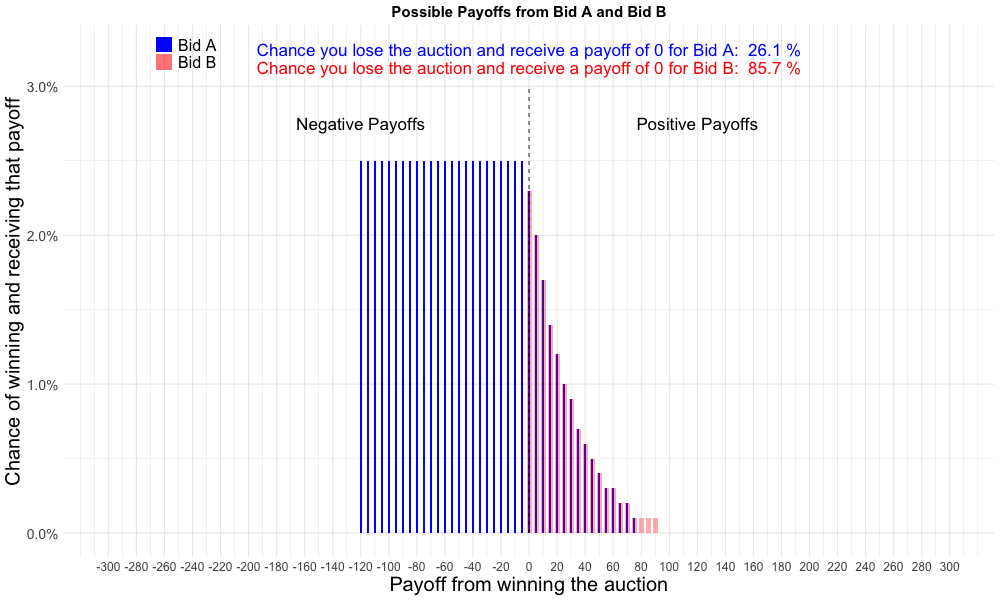 Possible Payoffs from Bid A and Bid B
Bid A
Bid B
Chance you lose the auction and receive a payoff of 0 for Bid A: 26.1 %
Chance you lose the auction and receive a payoff of 0 for Bid B: 85.7 %
Negative Payoffs
Positive Payoffs
Chance of winning and receiving that payoff
3.0%
2.0%
1.0%
0.0%
-300 -280 -260 -240 -220 -200 -180 -160 -140 -120 -100 -80 -60 -40 -20 0 20 40 60 80 100 120 140 160 180 200 220 240 260 280 300
Payoff from winning the auction